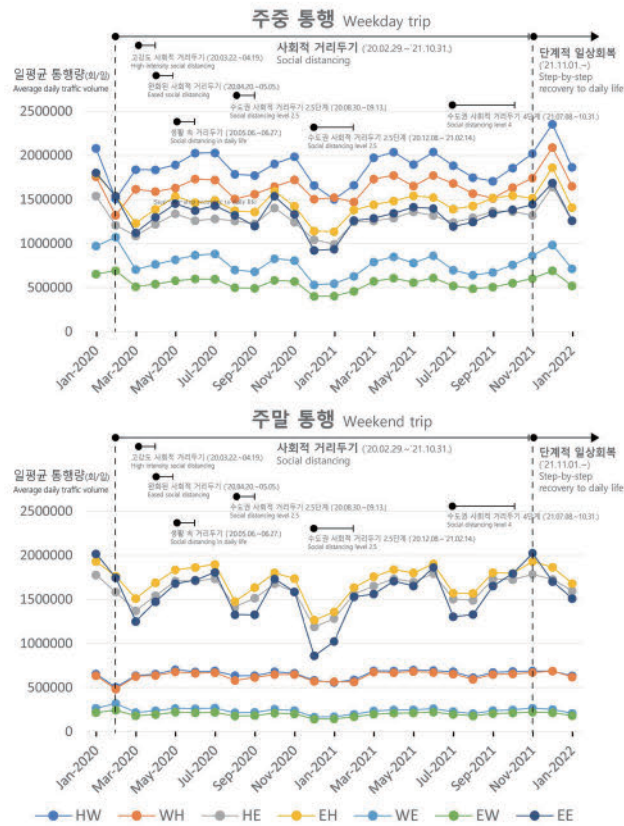 주중 통행 Weekday trip
사회적 거리두기 ('20.02.29.~'21.10.31.)
Social distancing
단계적 일상회복
('21.11.01.~)
Step-by-step
recovery to daily life
고강도 사회적 거리두기 ('20.03.22.~04.19.)
High intensity social distancing
일평균 통행량(회/일)
Average daily traffic volume
완화된 사회적 거리두기 ('20.04.20.~05.05.)
Eased social distancing
수도권 사회적 거리두기 2.5단계 ('20.08.30.~09.13.)
Social distancing level 2.5
수도권 사회적 거리두기 4단계 ('21.07.08.~10.31.)
Social distancing level 4
생활 속 거리두기 ('20.05.06.~08.27.)
Social distancing in daily life
수도권 사회적 거리두기 2.5단계 ('20.12.08.~'21.02.14.)
Social distancing level 2.5
2500000
2000000
1500000
1000000
500000
0
Jan-2020
Mar-2020
May-2020
Jul-2020
Sep-2020
Nov-2020
Jan-2021
Mar-2021
May-2021
Jul-2021
Sep-2021
Nov-2021
Jan-2022
주말 통행 Weekend trip
사회적 거리두기 ('20.02.29.~'21.10.31.)
Social distancing
단계적 일상회복
('21.11.01.~)
Step-by-step
recovery to daily life
고강도 사회적 거리두기 ('20.03.22.~04.19.)
High intensity social distancing
일평균 통행량(회/일)
Average daily traffic volume
완화된 사회적 거리두기 ('20.04.20.~05.05.)
Eased social distancing
수도권 사회적 거리두기 2.5단계 ('20.08.30.~09.13.)
Social distancing level 2.5
수도권 사회적 거리두기 4단계 ('21.07.08.~10.31.)
Social distancing level 4
생활 속 거리두기 ('20.05.06.~08.27.)
Social distancing in daily life
수도권 사회적 거리두기 2.5단계 ('20.12.08.~'21.02.14.)
Social distancing level 2.5
2500000
2000000
1500000
1000000
500000
0
Jan-2020
Mar-2020
May-2020
Jul-2020
Sep-2020
Nov-2020
Jan-2021
Mar-2021
May-2021
Jul-2021
Sep-2021
Nov-2021
Jan-2022
HW WH HE EH WE EW EE